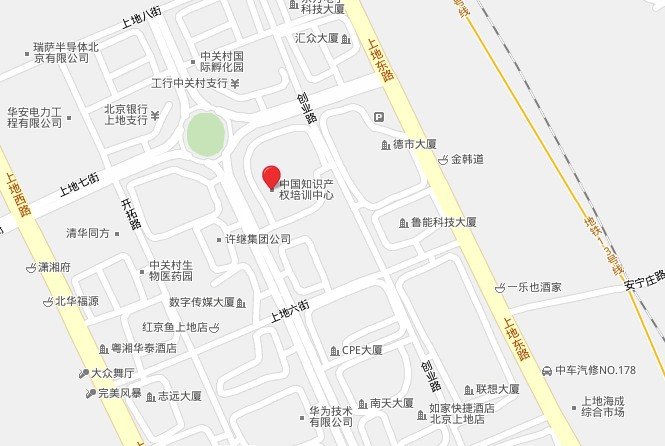 科技大厦
号线
上地八街
汇众大厦
上地东路
瑞萨半导体北
京有限公司
中关村国
际孵化园
工行中关村支行
创业路
华安电力工
程有限公司
北京银行
上地支行
P
德市大厦
金韩道
上地七街
上地西路
中国知识产
权培训中心
开拓路
鲁能科技大厦
清华同方
许继集团公司
地铁13号线
潇湘府
中关村生
物医药园
安宁庄路
北华福源
数字传媒大厦
一乐也酒家
上地六街
红京鱼上地店
上地东路
粤湘华泰酒店
CPE大厦
创业路
大众舞厅
中车汽修NO.178
完美风暴
志远大厦
联想大厦
南天大厦
如家快捷酒店
北京上地店
上地海成
综合市场
华为技术
有限公司